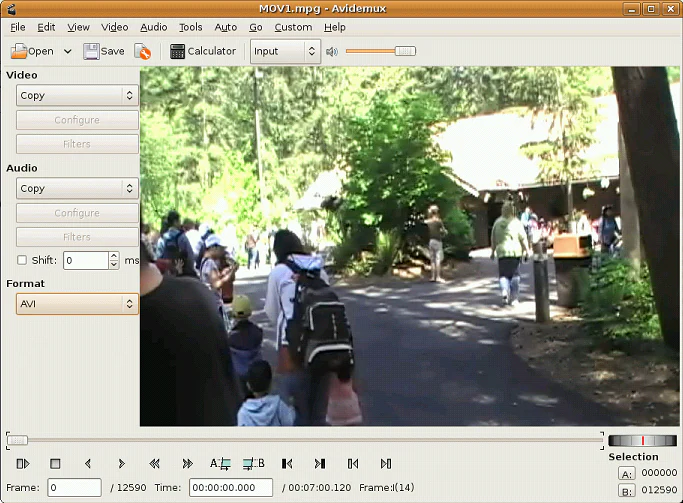 MOV1.mpg - Avidemux
File Edit View Video Audio Tools Auto Go Custom Help
Open Save Calculator Input
Video
Copy
Configure
Filters
Audio
Copy
Configure
Filters
Shift: 0 ms
Format
AVI
A B
Selection
A: 000000
Frame: 0 / 12590 Time: 00:00:00.000 / 00:07:00.120 Frame:I(14)
B: 012590